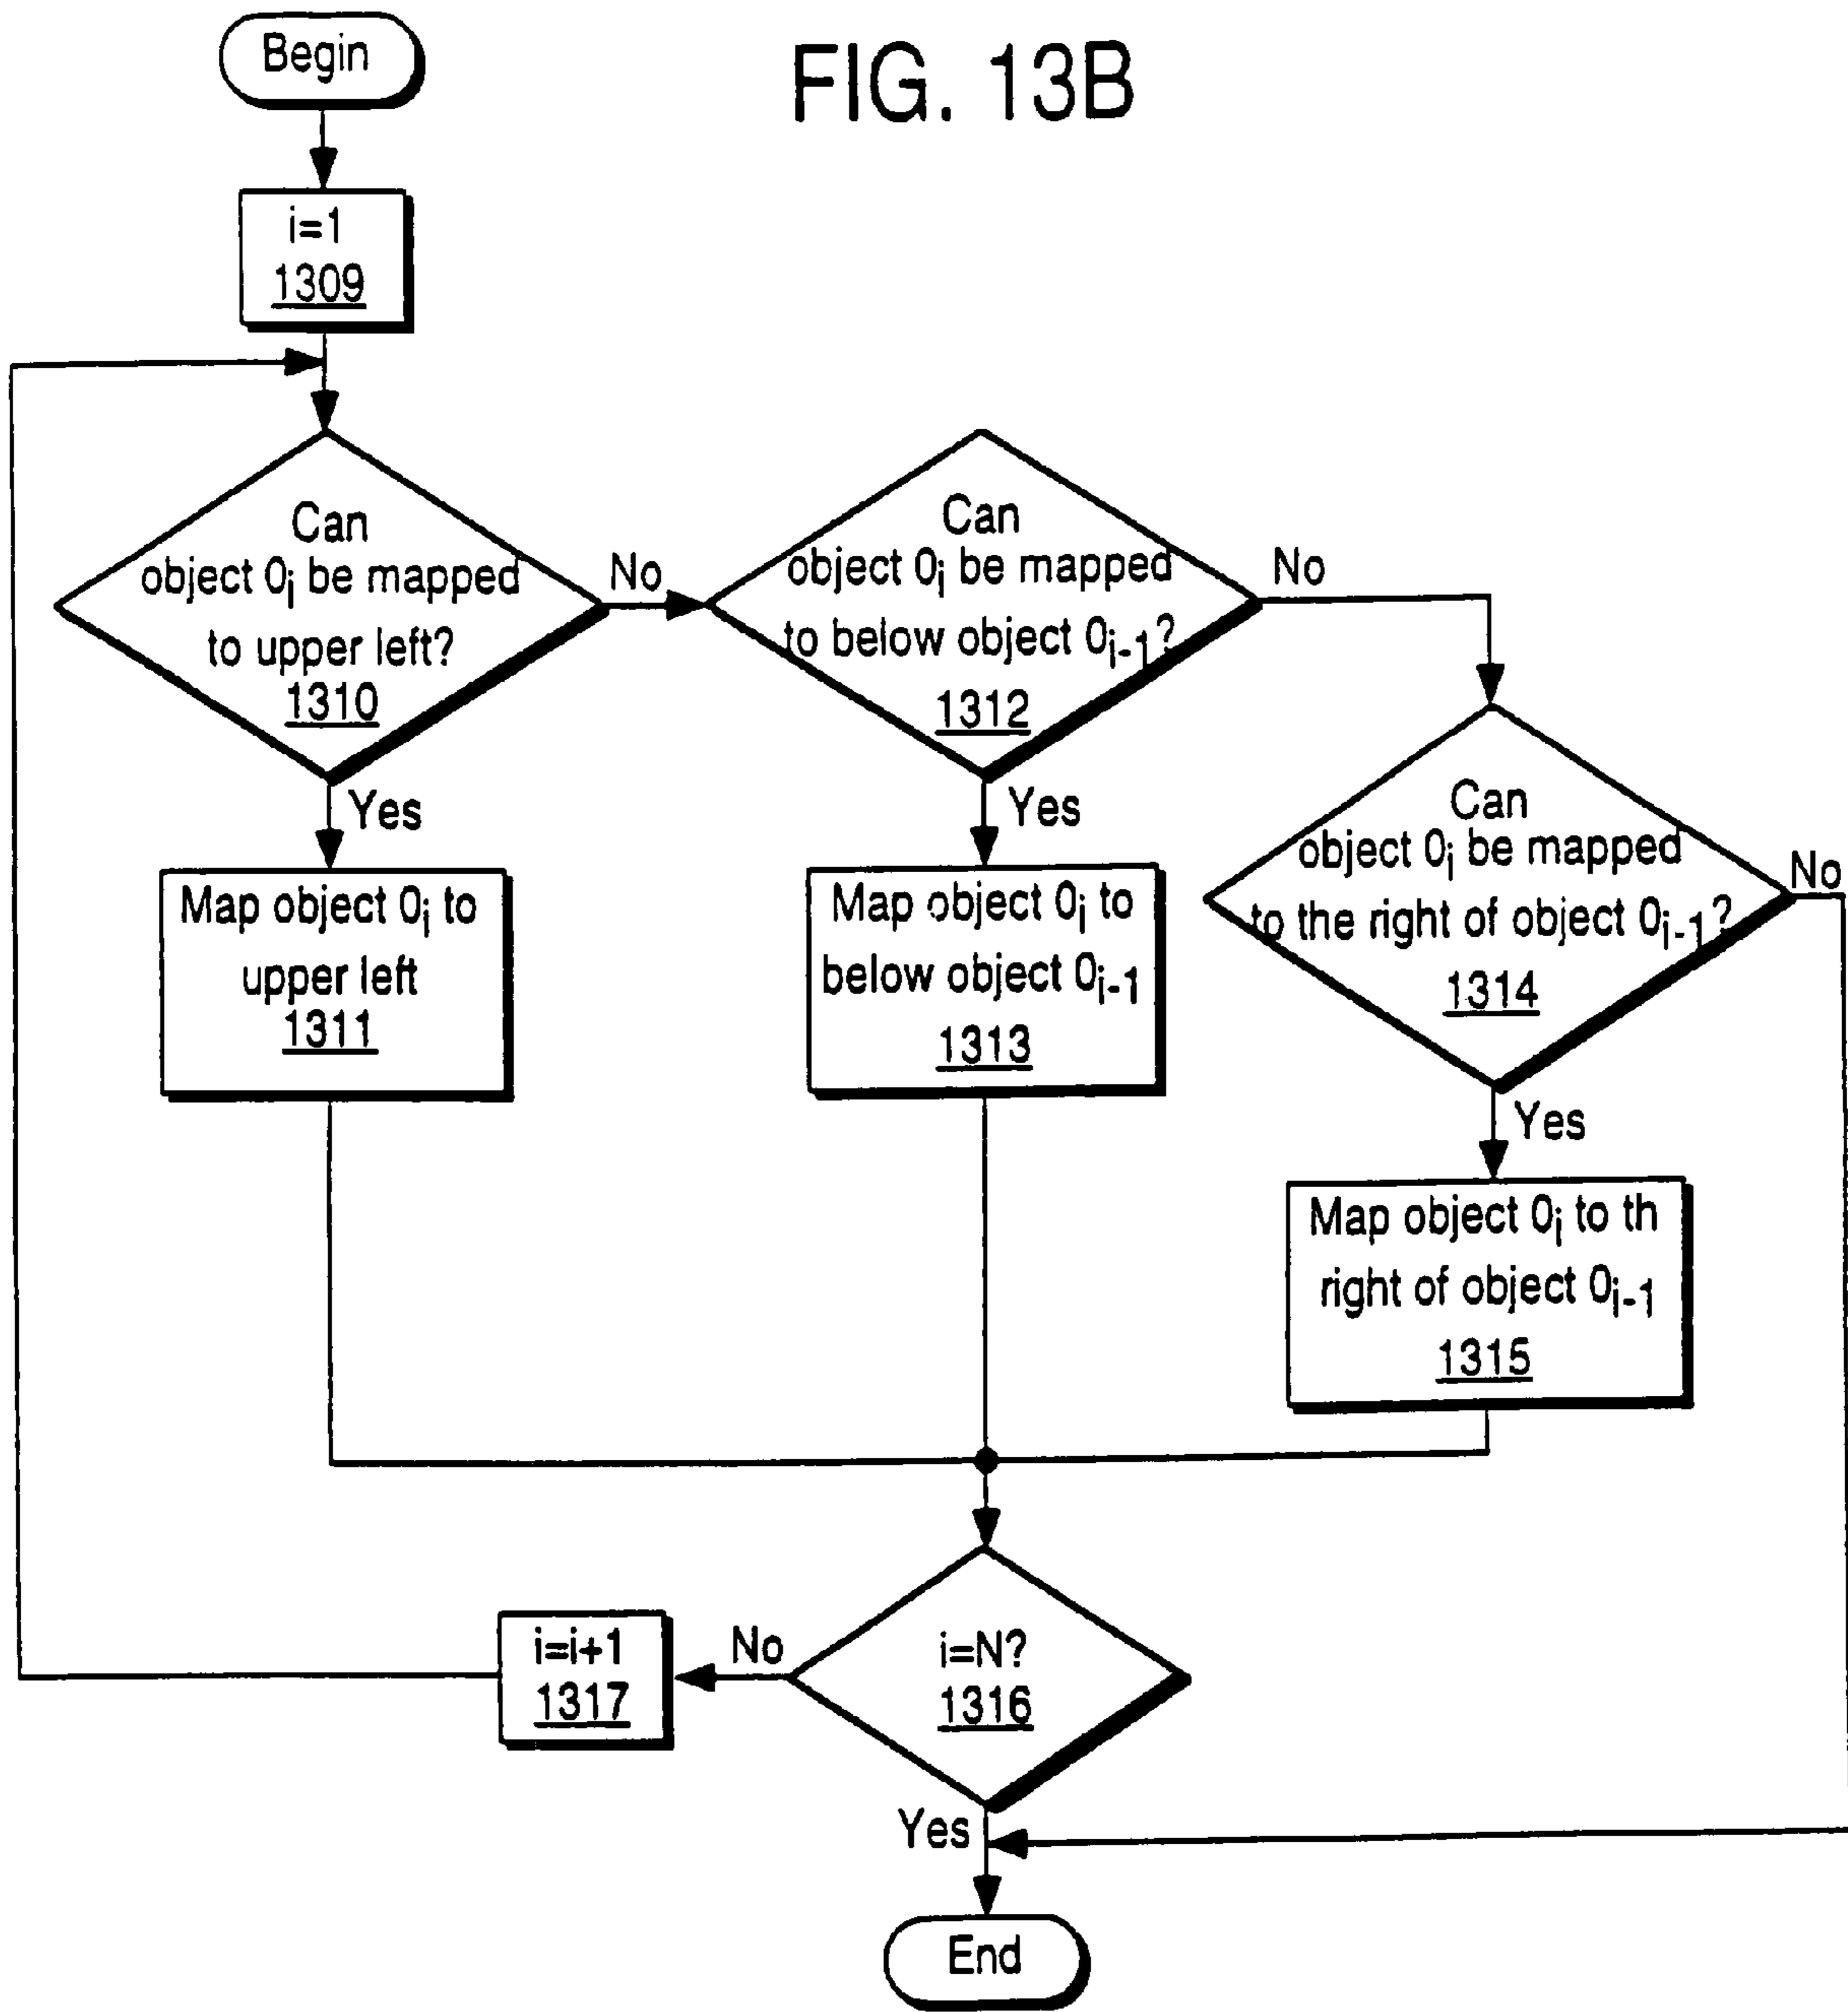 FIG. 13B
Begin
i=1
1309
Can
object 0i be mapped
to upper left?
1310
No
Can
object 0i be mapped
to below object 0i-1?
1312
No
Yes
Map object 0i to
upper left
1311
Yes
Map object 0i to
below object 0i-1
1313
Can
object 0i be mapped
to the right of object 0i-1?
1314
No
Yes
Map object 0i to th
right of object 0i-1
1315
i=N?
1316
No
i=i+1
1317
Yes
End